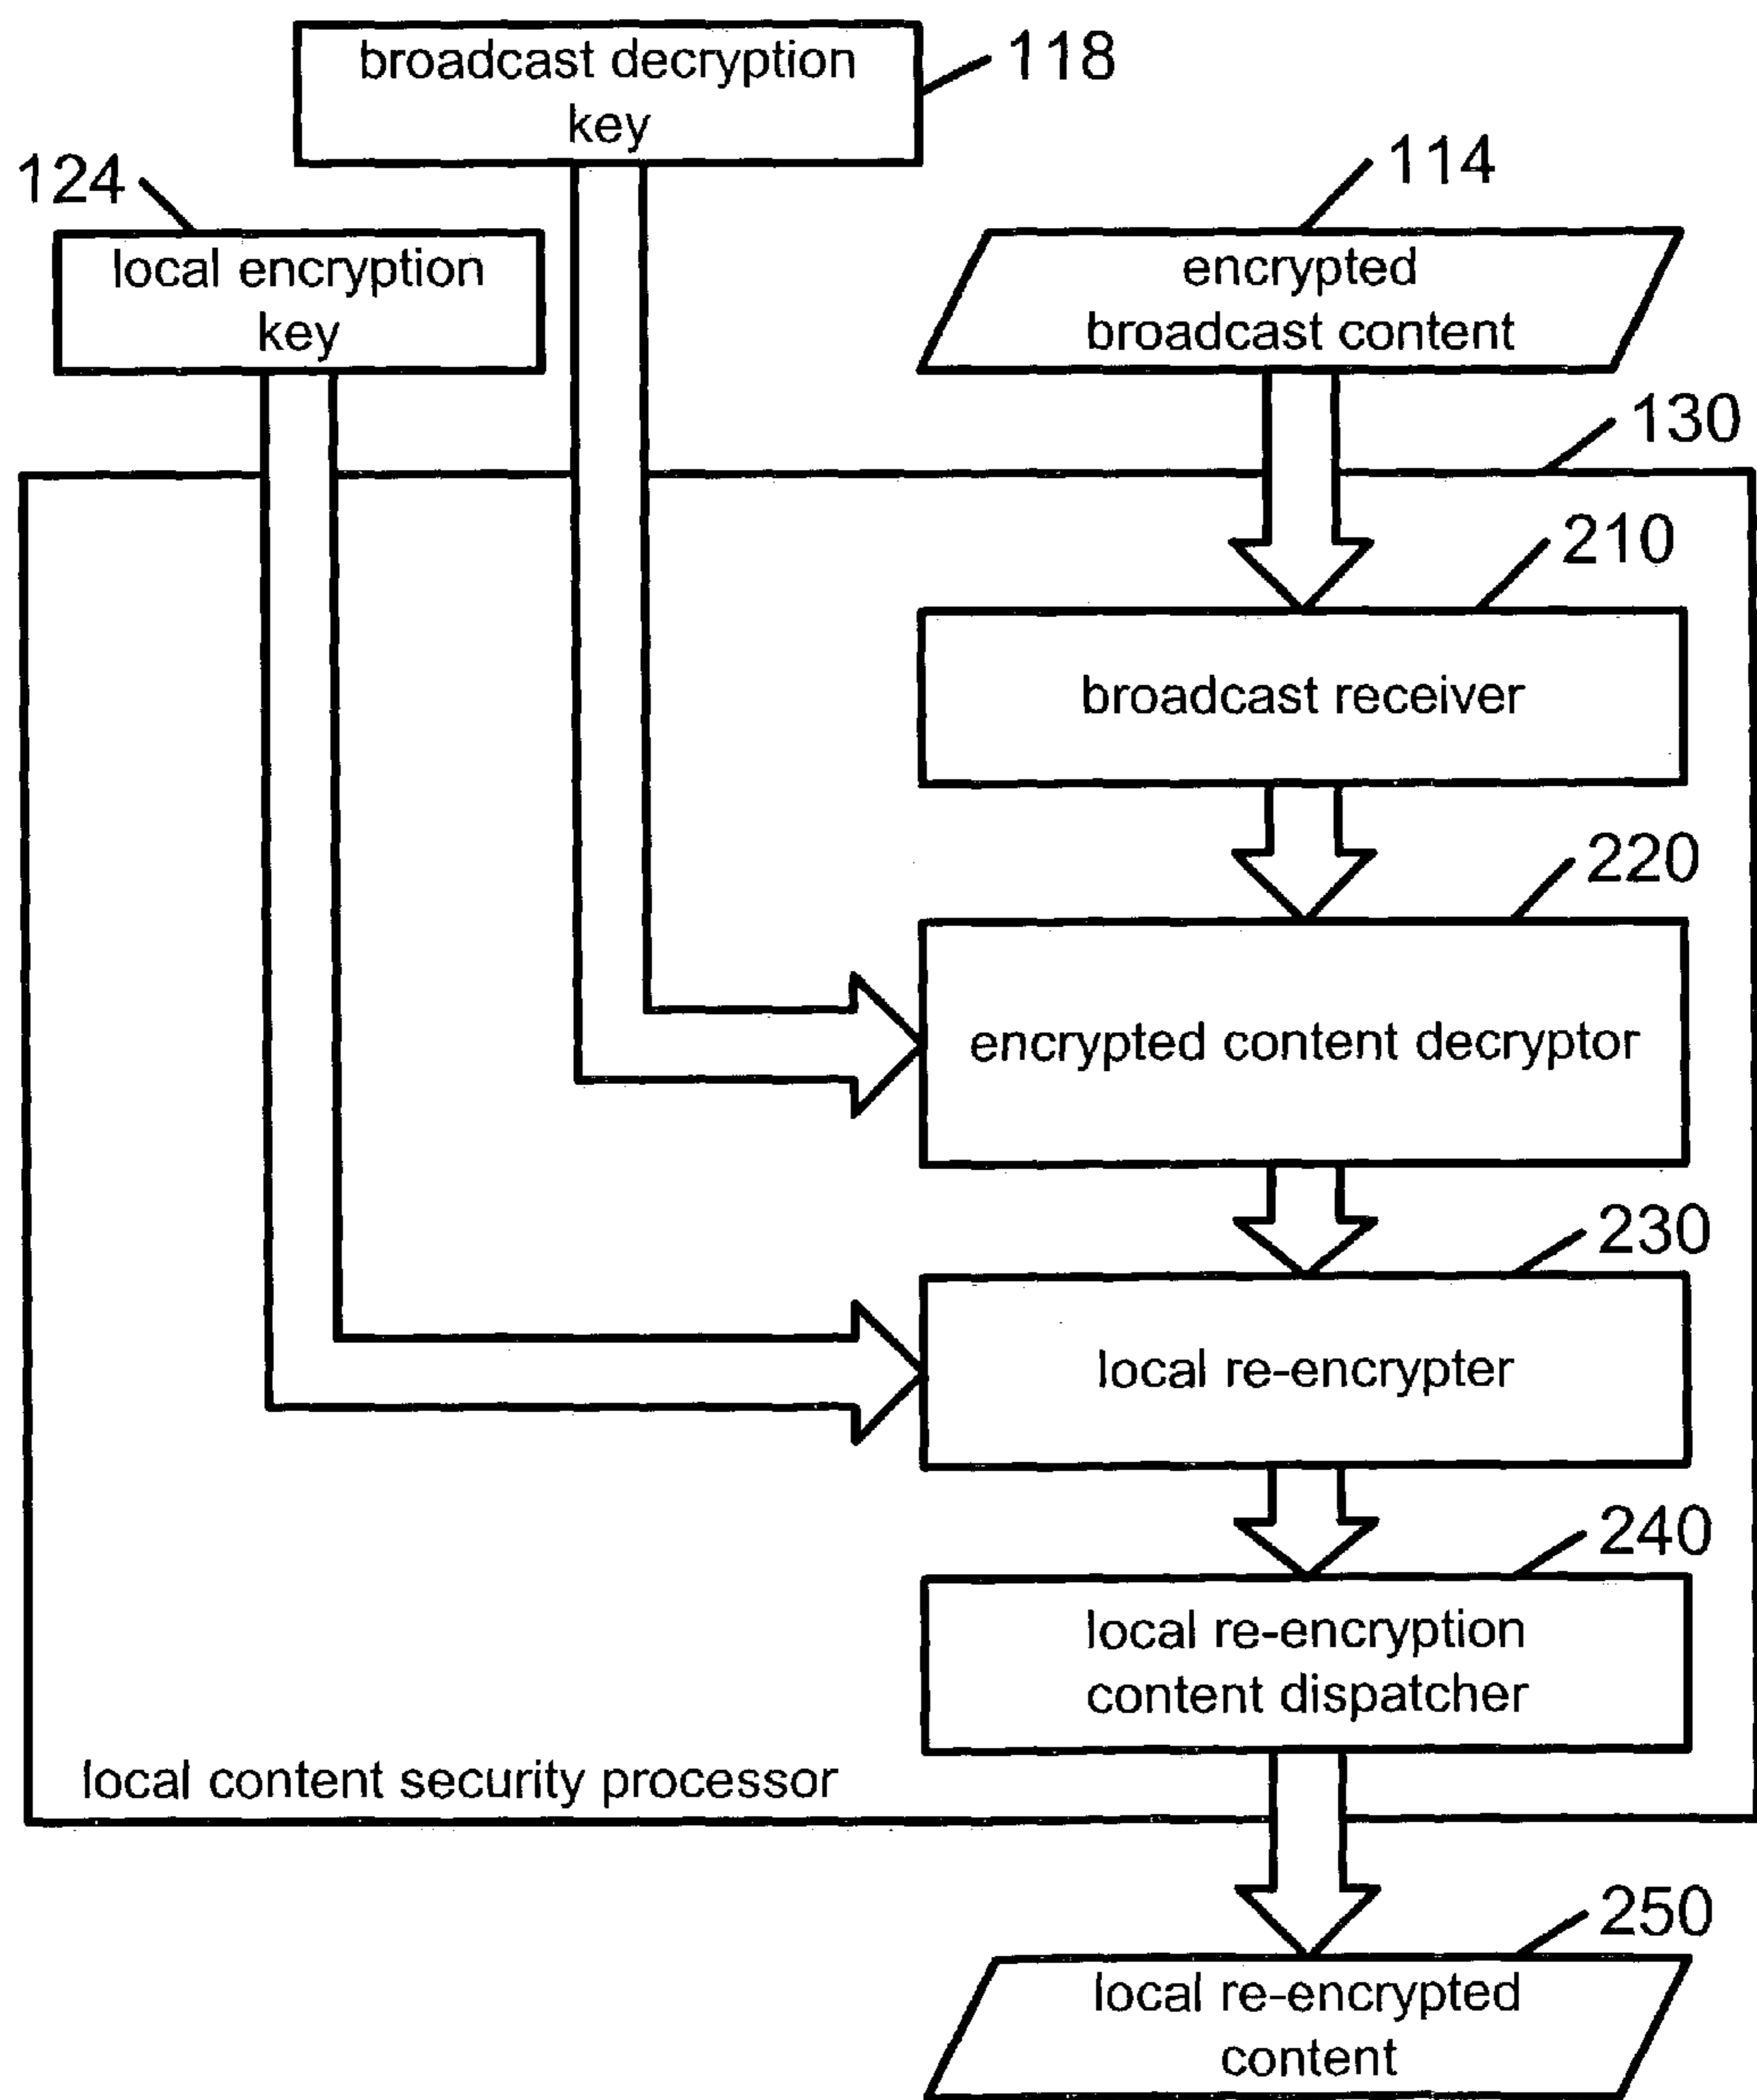 broadcast decryption
key
118
124
local encryption
key
114
encrypted
broadcast content
130
210
broadcast receiver
220
encrypted content decryptor
230
local re-encrypter
240
local re-encryption
content dispatcher
local content security processor
250
local re-encrypted
content